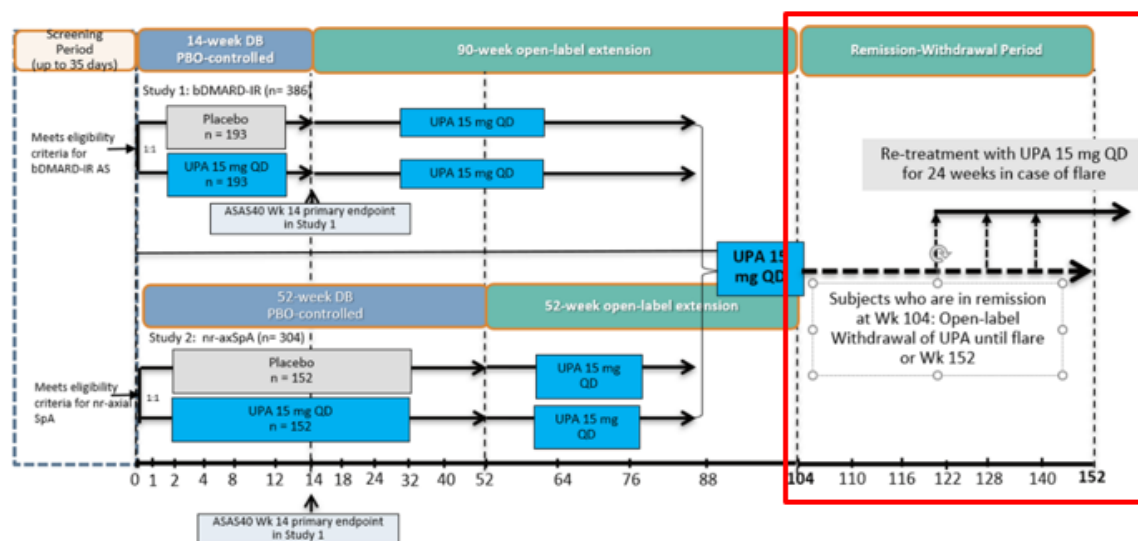 Screening
Period
(up to 35 days)
14-week DB
PBO-controlled
90-week open-label extension
Remission-Withdrawal Period
Study 1: bDMARD-IR (n= 386)
Meets eligibility
criteria for
bDMARD-IR AS
1:1
Placebo
n = 193
UPA 15 mg QD
UPA 15 mg QD
n = 193
UPA 15 mg QD
ASAS40 Wk 14 primary endpoint
in Study 1
Re-treatment with UPA 15 mg QD
for 24 weeks in case of flare
UPA 15
mg QD
Subjects who are in remission
at Wk 104: Open-label
Withdrawal of UPA until flare
or Wk 152
52-week DB
PBO-controlled
52-week open-label extension
Study 2: nr-axSpA (n= 304)
Meets eligibility
criteria for nr-axial
SpA
1:1
Placebo
n = 152
UPA 15 mg
QD
UPA 15 mg QD
n = 152
UPA 15 mg
QD
0 1 2 4 8 12 14 18 24 32 42 52 64 76 88 104 110 116 122 128 140 152
ASAS40 Wk 14 primary endpoint
in Study 1